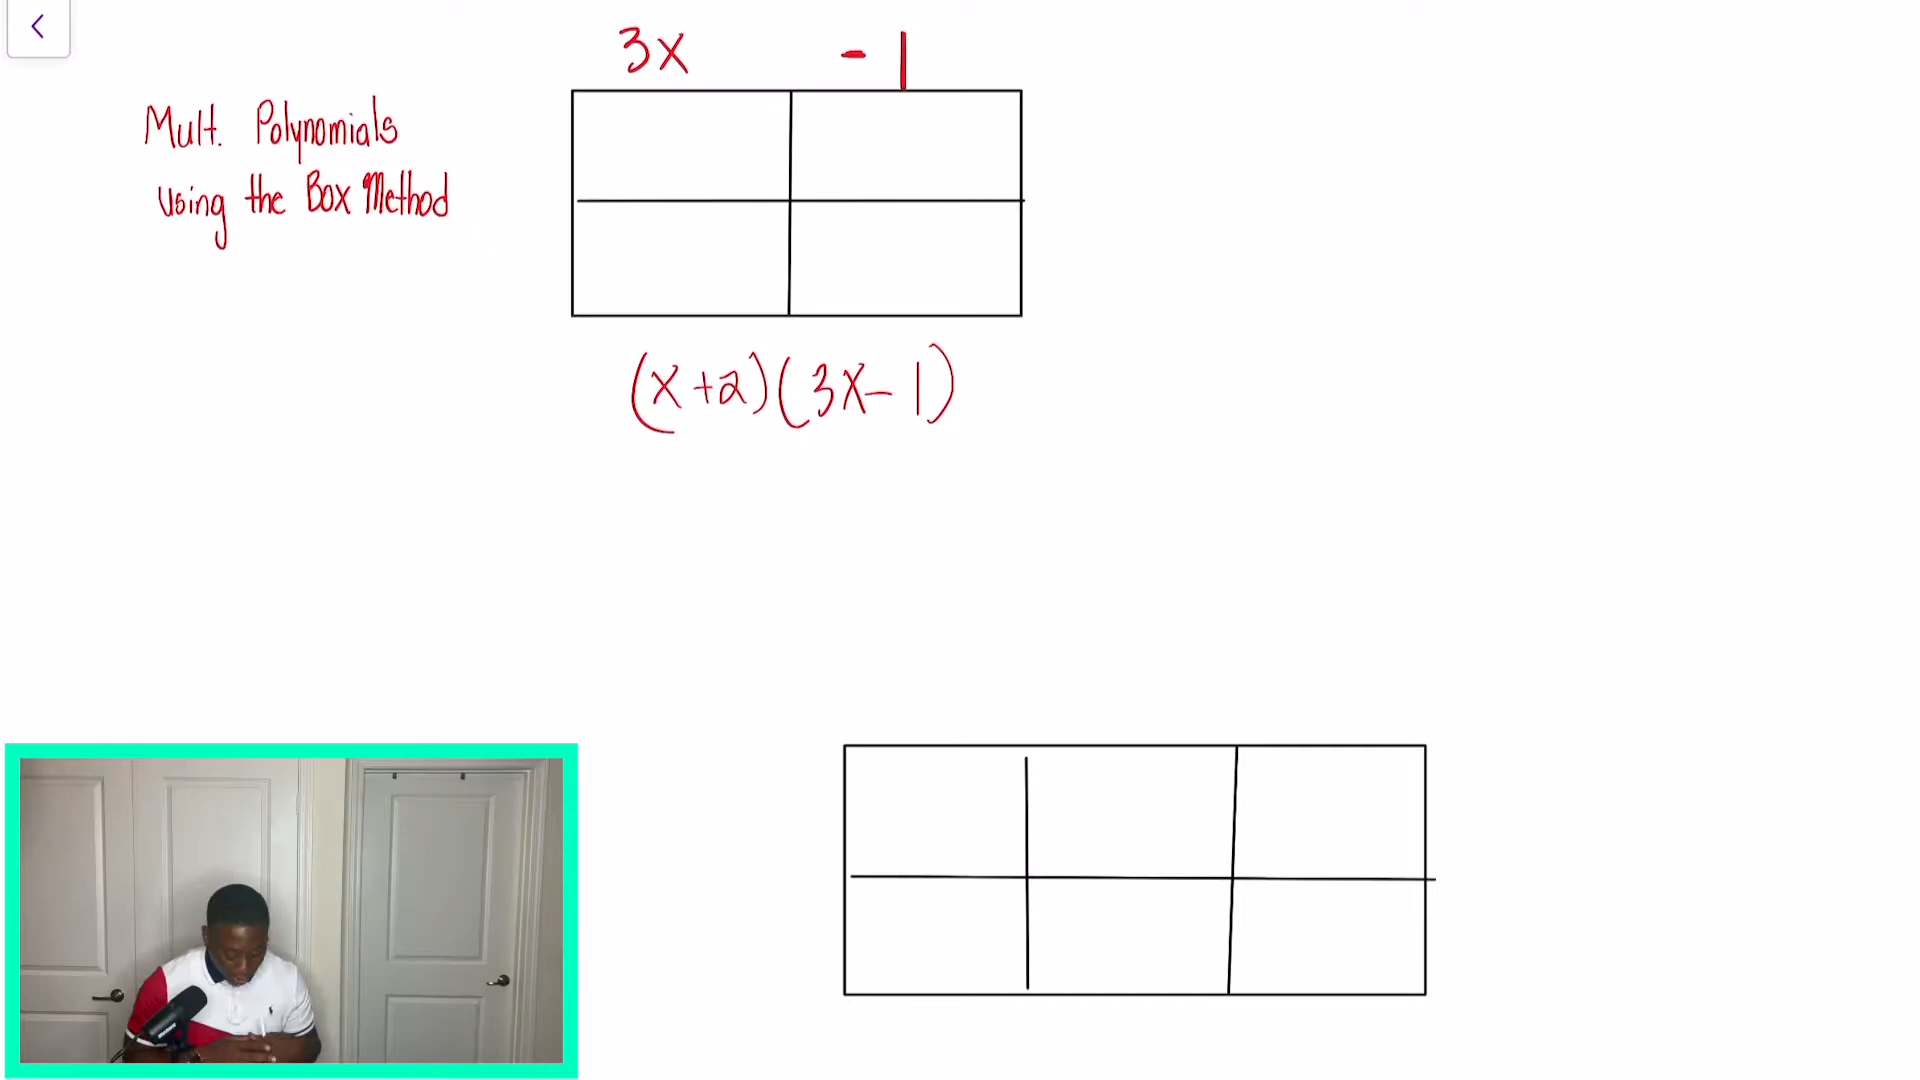 3x - 1
Mult. Polynomials
Using the Box Method
(x+2)(3x-1)